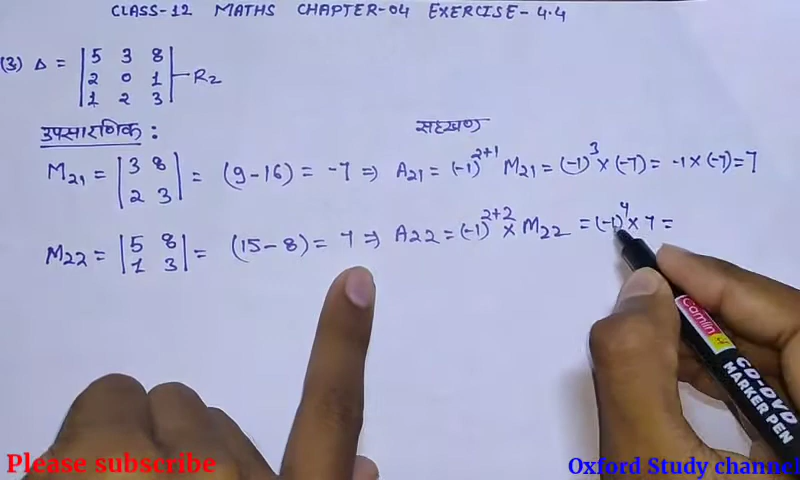 CLASS-12 MATHS CHAPTER-04 EXERCISE-4.4
(3) Δ = |5 3 8|
|2 0 1| — R2
|1 2 3|
उपसारणिक : सहखण्ड
M21 = |3 8| = (9-16) = -7 ⇒ A21 = (-1)^2+1 M21 = (-1)^3 × (-7) = -1 × (-7) = 7
|2 3|
M22 = |5 8| = (15-8) = 7 ⇒ A22 = (-1)^2+2 × M22 = (-1)^4 × 7 =
|1 3|
Camlin
CD-DVD
MARKER PEN
Please subscribe
Oxford Study channel